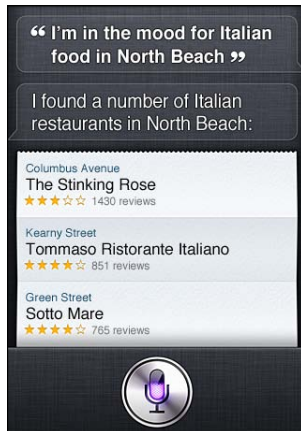 “ I’m in the mood for Italian
food in North Beach ”
I found a number of Italian
restaurants in North Beach:
Columbus Avenue
The Stinking Rose
1430 reviews
Kearny Street
Tommaso Ristorante Italiano
851 reviews
Green Street
Sotto Mare
765 reviews